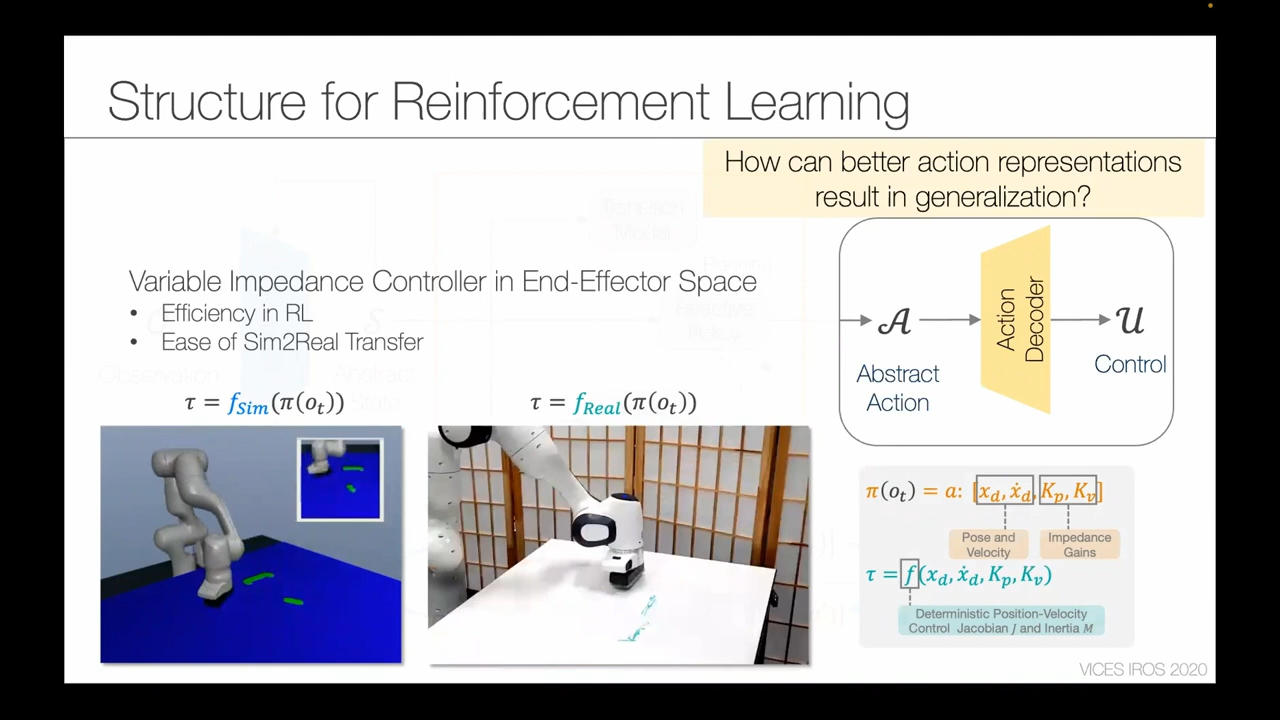 Structure for Reinforcement Learning
How can better action representations
result in generalization?
Variable Impedance Controller in End-Effector Space
• Efficiency in RL
• Ease of Sim2Real Transfer
τ = f_Sim(π(o_t))
τ = f_Real(π(o_t))
𝒜
Abstract
Action
Action
Decoder
𝒰
Control
π(o_t) = a: [x_d, ẋ_d, K_p, K_v]
Pose and
Velocity
Impedance
Gains
τ = f(x_d, ẋ_d, K_p, K_v)
Deterministic Position-Velocity
Control Jacobian J and Inertia M
VICES IROS 2020
Observation
Abstract
State